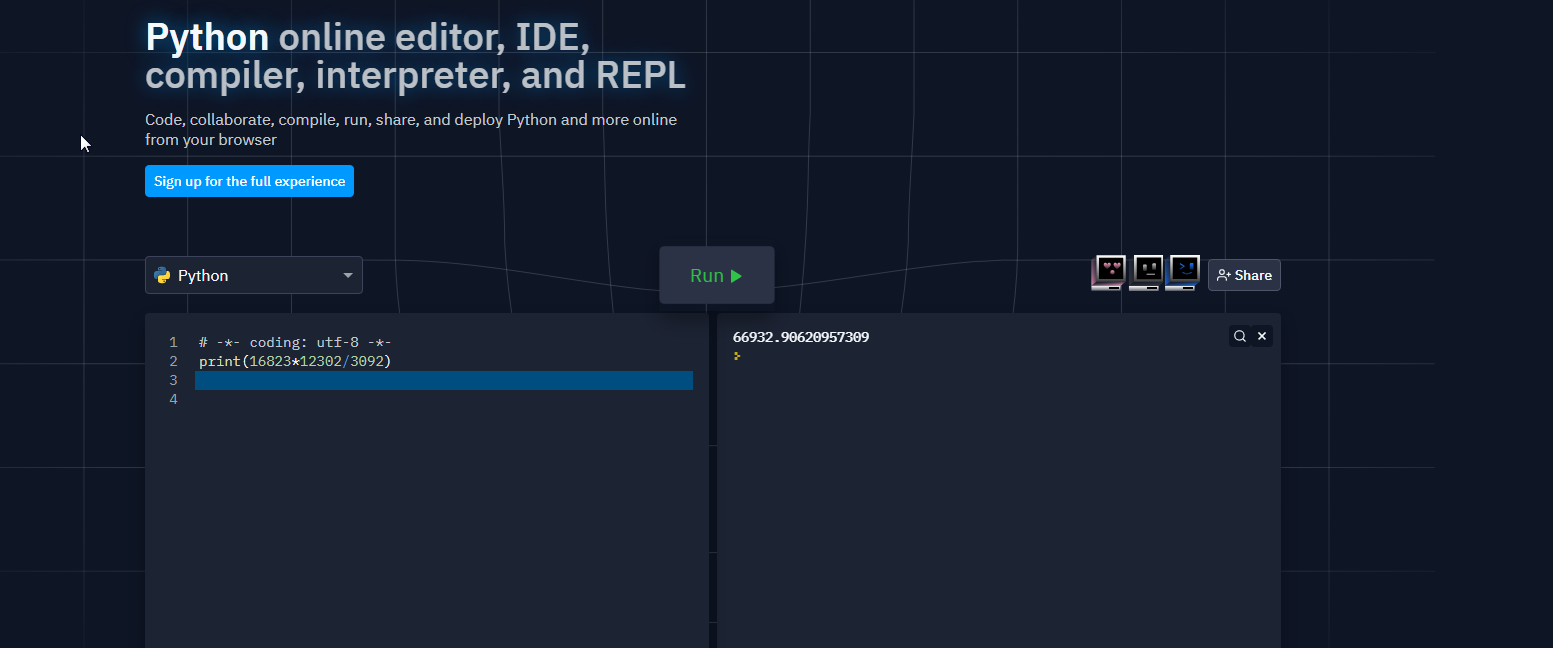 Python online editor, IDE,
compiler, interpreter, and REPL
Code, collaborate, compile, run, share, and deploy Python and more online
from your browser
Sign up for the full experience
Python
Run
Share
1 # -*- coding: utf-8 -*-
2 print(16823*12302/3092)
3
4
66932.90620957309